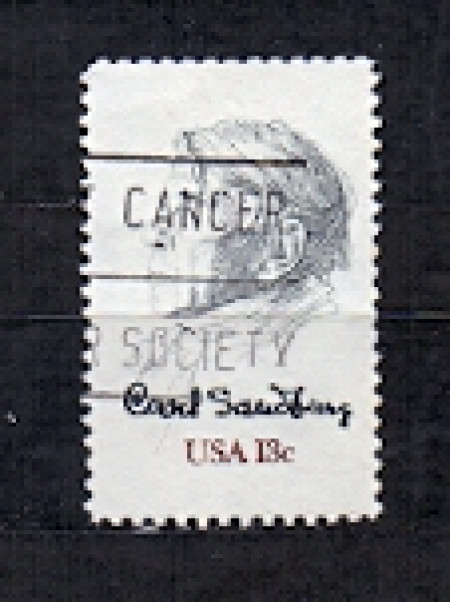 CANCER
SOCIETY
Carl Sandburg
USA 13c